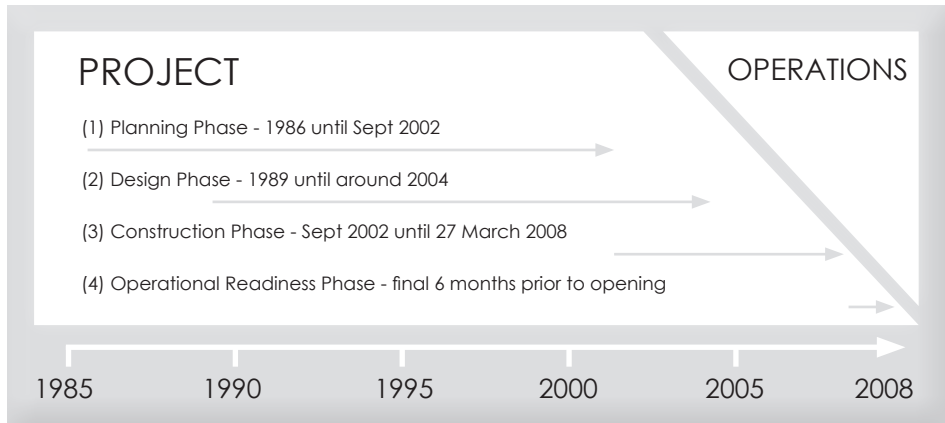 PROJECT
OPERATIONS
(1) Planning Phase - 1986 until Sept 2002
(2) Design Phase - 1989 until around 2004
(3) Construction Phase - Sept 2002 until 27 March 2008
(4) Operational Readiness Phase - final 6 months prior to opening
1985 1990 1995 2000 2005 2008